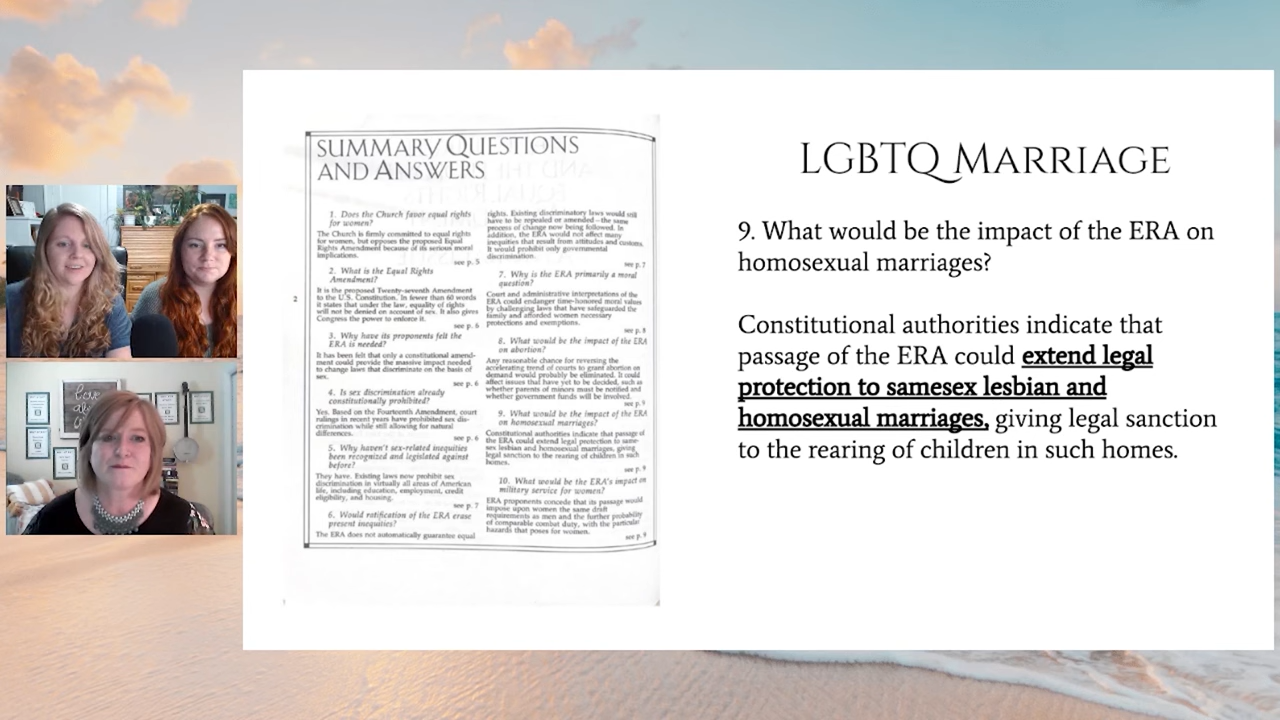 SUMMARY QUESTIONS
AND ANSWERS
1. Does the Church favor equal rights
for women?
The Church is firmly committed to equal rights
for women, but opposes the proposed Equal
Rights Amendment because of its serious moral
implications.
see p. 5
2. What is the Equal Rights
Amendment?
It is the proposed Twenty-seventh Amendment
to the U.S. Constitution. In fewer than 60 words
it states that under the law, equality of rights
will not be denied on account of sex. It also gives
Congress the power to enforce it.
see p. 6
3. Why have its proponents felt the
ERA is needed?
It has been felt that only a constitutional amend-
ment could provide the massive impact needed
to change laws that discriminate on the basis of
sex.
see p. 6
4. Is sex discrimination already
constitutionally prohibited?
Yes. Based on the Fourteenth Amendment, court
rulings in recent years have prohibited sex dis-
crimination while still allowing for natural
differences.
see p. 6
5. Why haven't sex-related inequities
been recognized and legislated against
before?
They have. Existing laws now prohibit sex
discrimination in virtually all areas of American
life, including education, employment, credit
eligibility, and housing.
see p. 7
6. Would ratification of the ERA erase
present inequities?
The ERA does not automatically guarantee equal
rights. Existing discriminatory laws would still
have to be repealed or amended—the same
process of change now being followed. In
addition, the ERA would not affect many
inequities that result from attitudes and customs.
It would prohibit only governmental
discrimination.
see p. 7
7. Why is the ERA primarily a moral
question?
Court and administrative interpretations of the
ERA could endanger time-honored moral values
by challenging laws that have safeguarded the
family and afforded women necessary
protections and exemptions.
see p. 8
8. What would be the impact of the ERA
on abortion?
Any reasonable chance for reversing the
accelerating trend of courts to grant abortion on
demand would probably be eliminated. It could
affect issues that have yet to be decided, such as
whether parents of minors must be notified and
whether government funds will be involved.
see p. 9
9. What would be the impact of the ERA
on homosexual marriages?
Constitutional authorities indicate that passage of
the ERA could extend legal protection to same-
sex lesbian and homosexual marriages, giving
legal sanction to the rearing of children in such
homes.
see p. 9
10. What would be the ERA's impact on
military service for women?
ERA proponents concede that its passage would
impose upon women the same draft
requirements as men and the further probability
of comparable combat duty, with the particular
hazards that poses for women.
see p. 9
2
LGBTQ MARRIAGE
9. What would be the impact of the ERA on
homosexual marriages?
Constitutional authorities indicate that
passage of the ERA could extend legal
protection to samesex lesbian and
homosexual marriages, giving legal sanction
to the rearing of children in such homes.